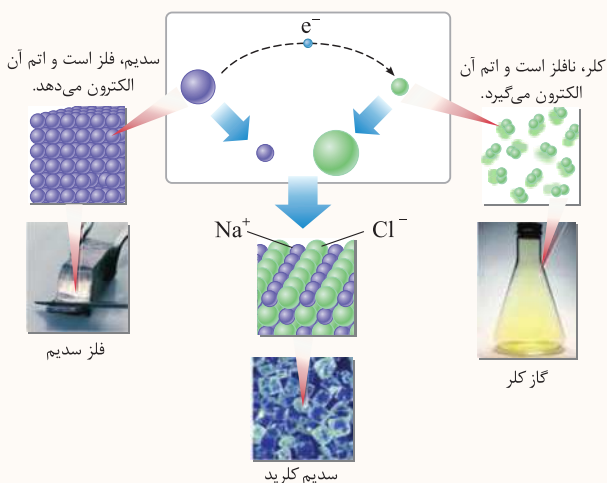 e⁻
کلر، نافلز است و اتم آن
الکترون می‌گیرد.
سدیم، فلز است و اتم آن
الکترون می‌دهد.
Na⁺
Cl⁻
فلز سدیم
گاز کلر
سدیم کلرید